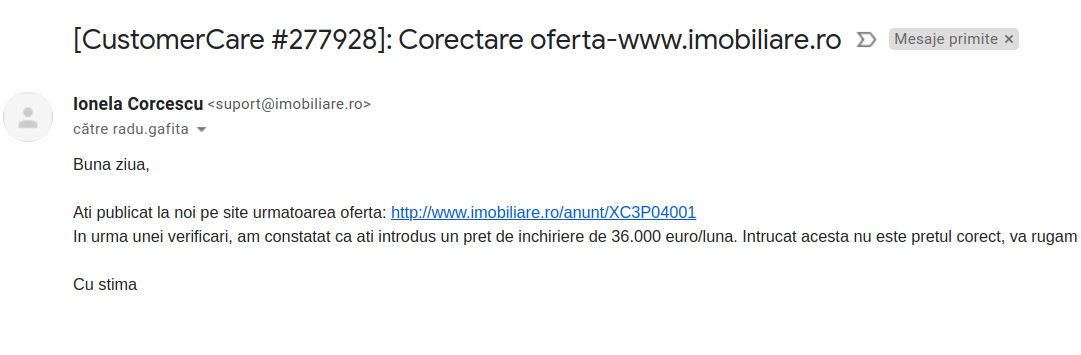 [CustomerCare #277928]: Corectare oferta-www.imobiliare.ro Mesaje primite ×
Ionela Corcescu <suport@imobiliare.ro>
către radu.gafita
Buna ziua,
Ati publicat la noi pe site urmatoarea oferta: http://www.imobiliare.ro/anunt/XC3P04001
In urma unei verificari, am constatat ca ati introdus un pret de inchiriere de 36.000 euro/luna. Intrucat acesta nu este pretul corect, va rugam
Cu stima